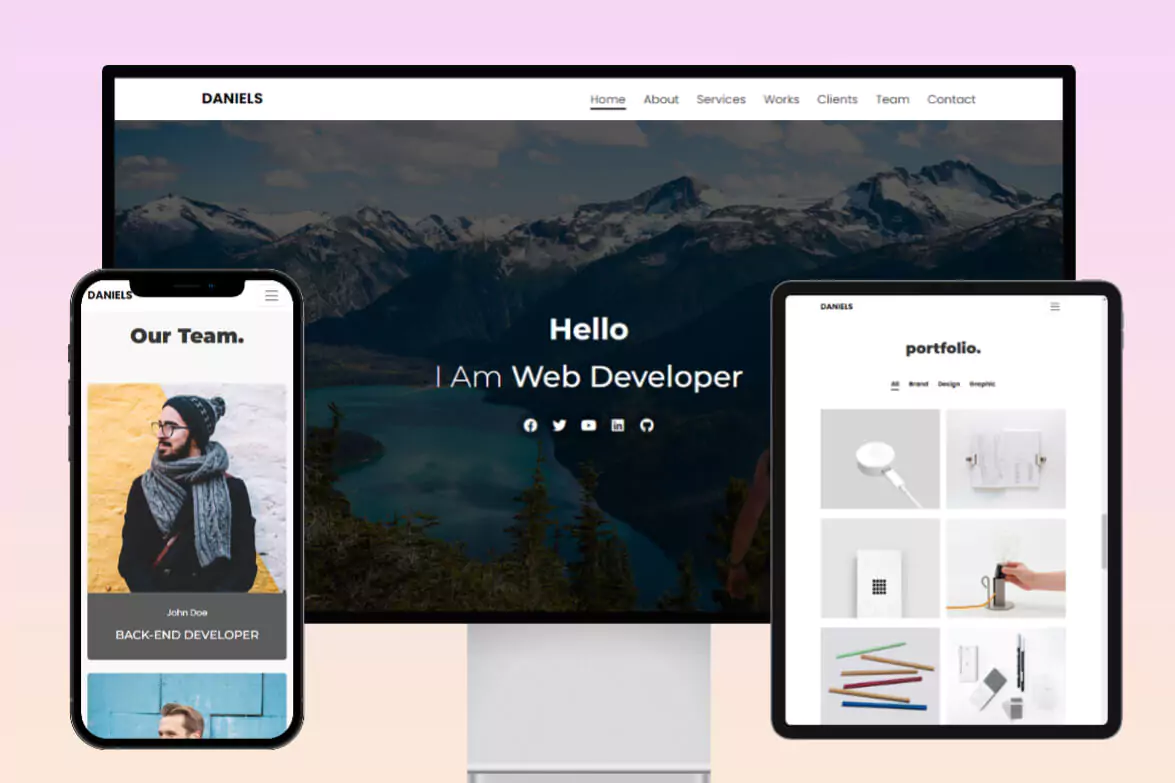 DANIELS
Home About Services Works Clients Team Contact
Hello
I Am Web Developer
DANIELS
Our Team.
John Doe
BACK-END DEVELOPER
DANIELS
portfolio.
All Brand Design Graphic